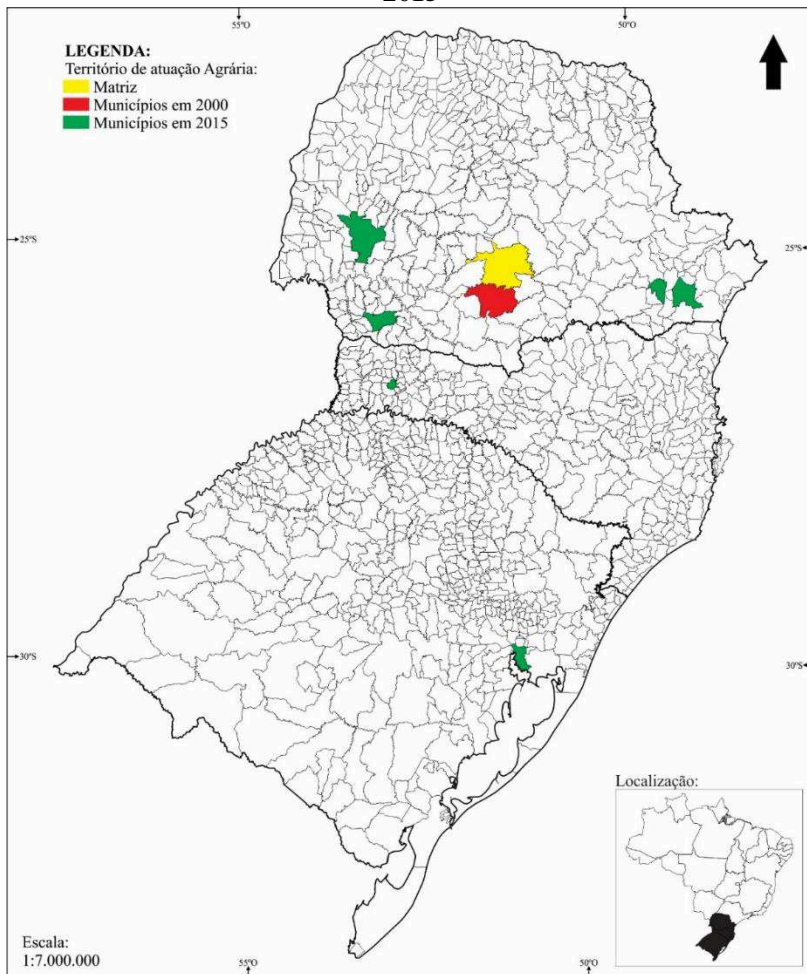 2015
55°O
50°O
LEGENDA:
Território de atuação Agrária:
Matriz
Municípios em 2000
Municípios em 2015
25°S
25°S
30°S
30°S
Localização:
Escala:
1:7.000.000
55°O
50°O